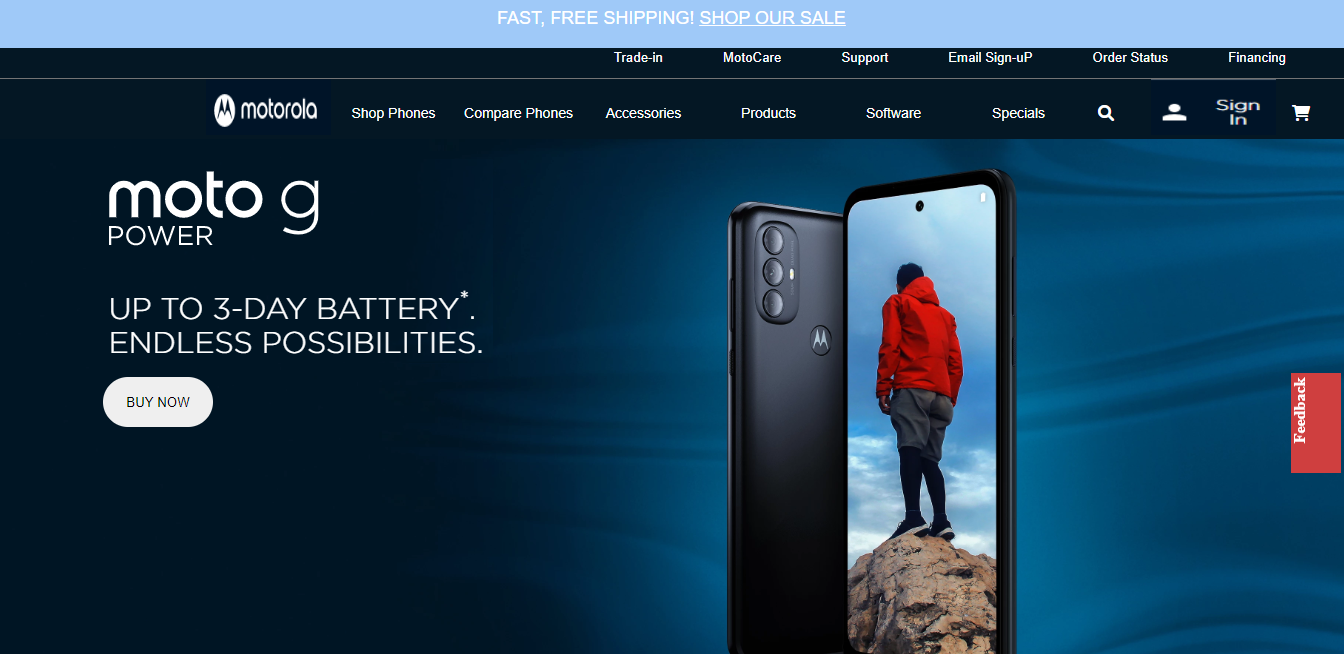 FAST, FREE SHIPPING! SHOP OUR SALE
Trade-in MotoCare Support Email Sign-uP Order Status Financing
motorola Shop Phones Compare Phones Accessories Products Software Specials Sign In
moto g
POWER
UP TO 3-DAY BATTERY*.
ENDLESS POSSIBILITIES.
BUY NOW
Feedback